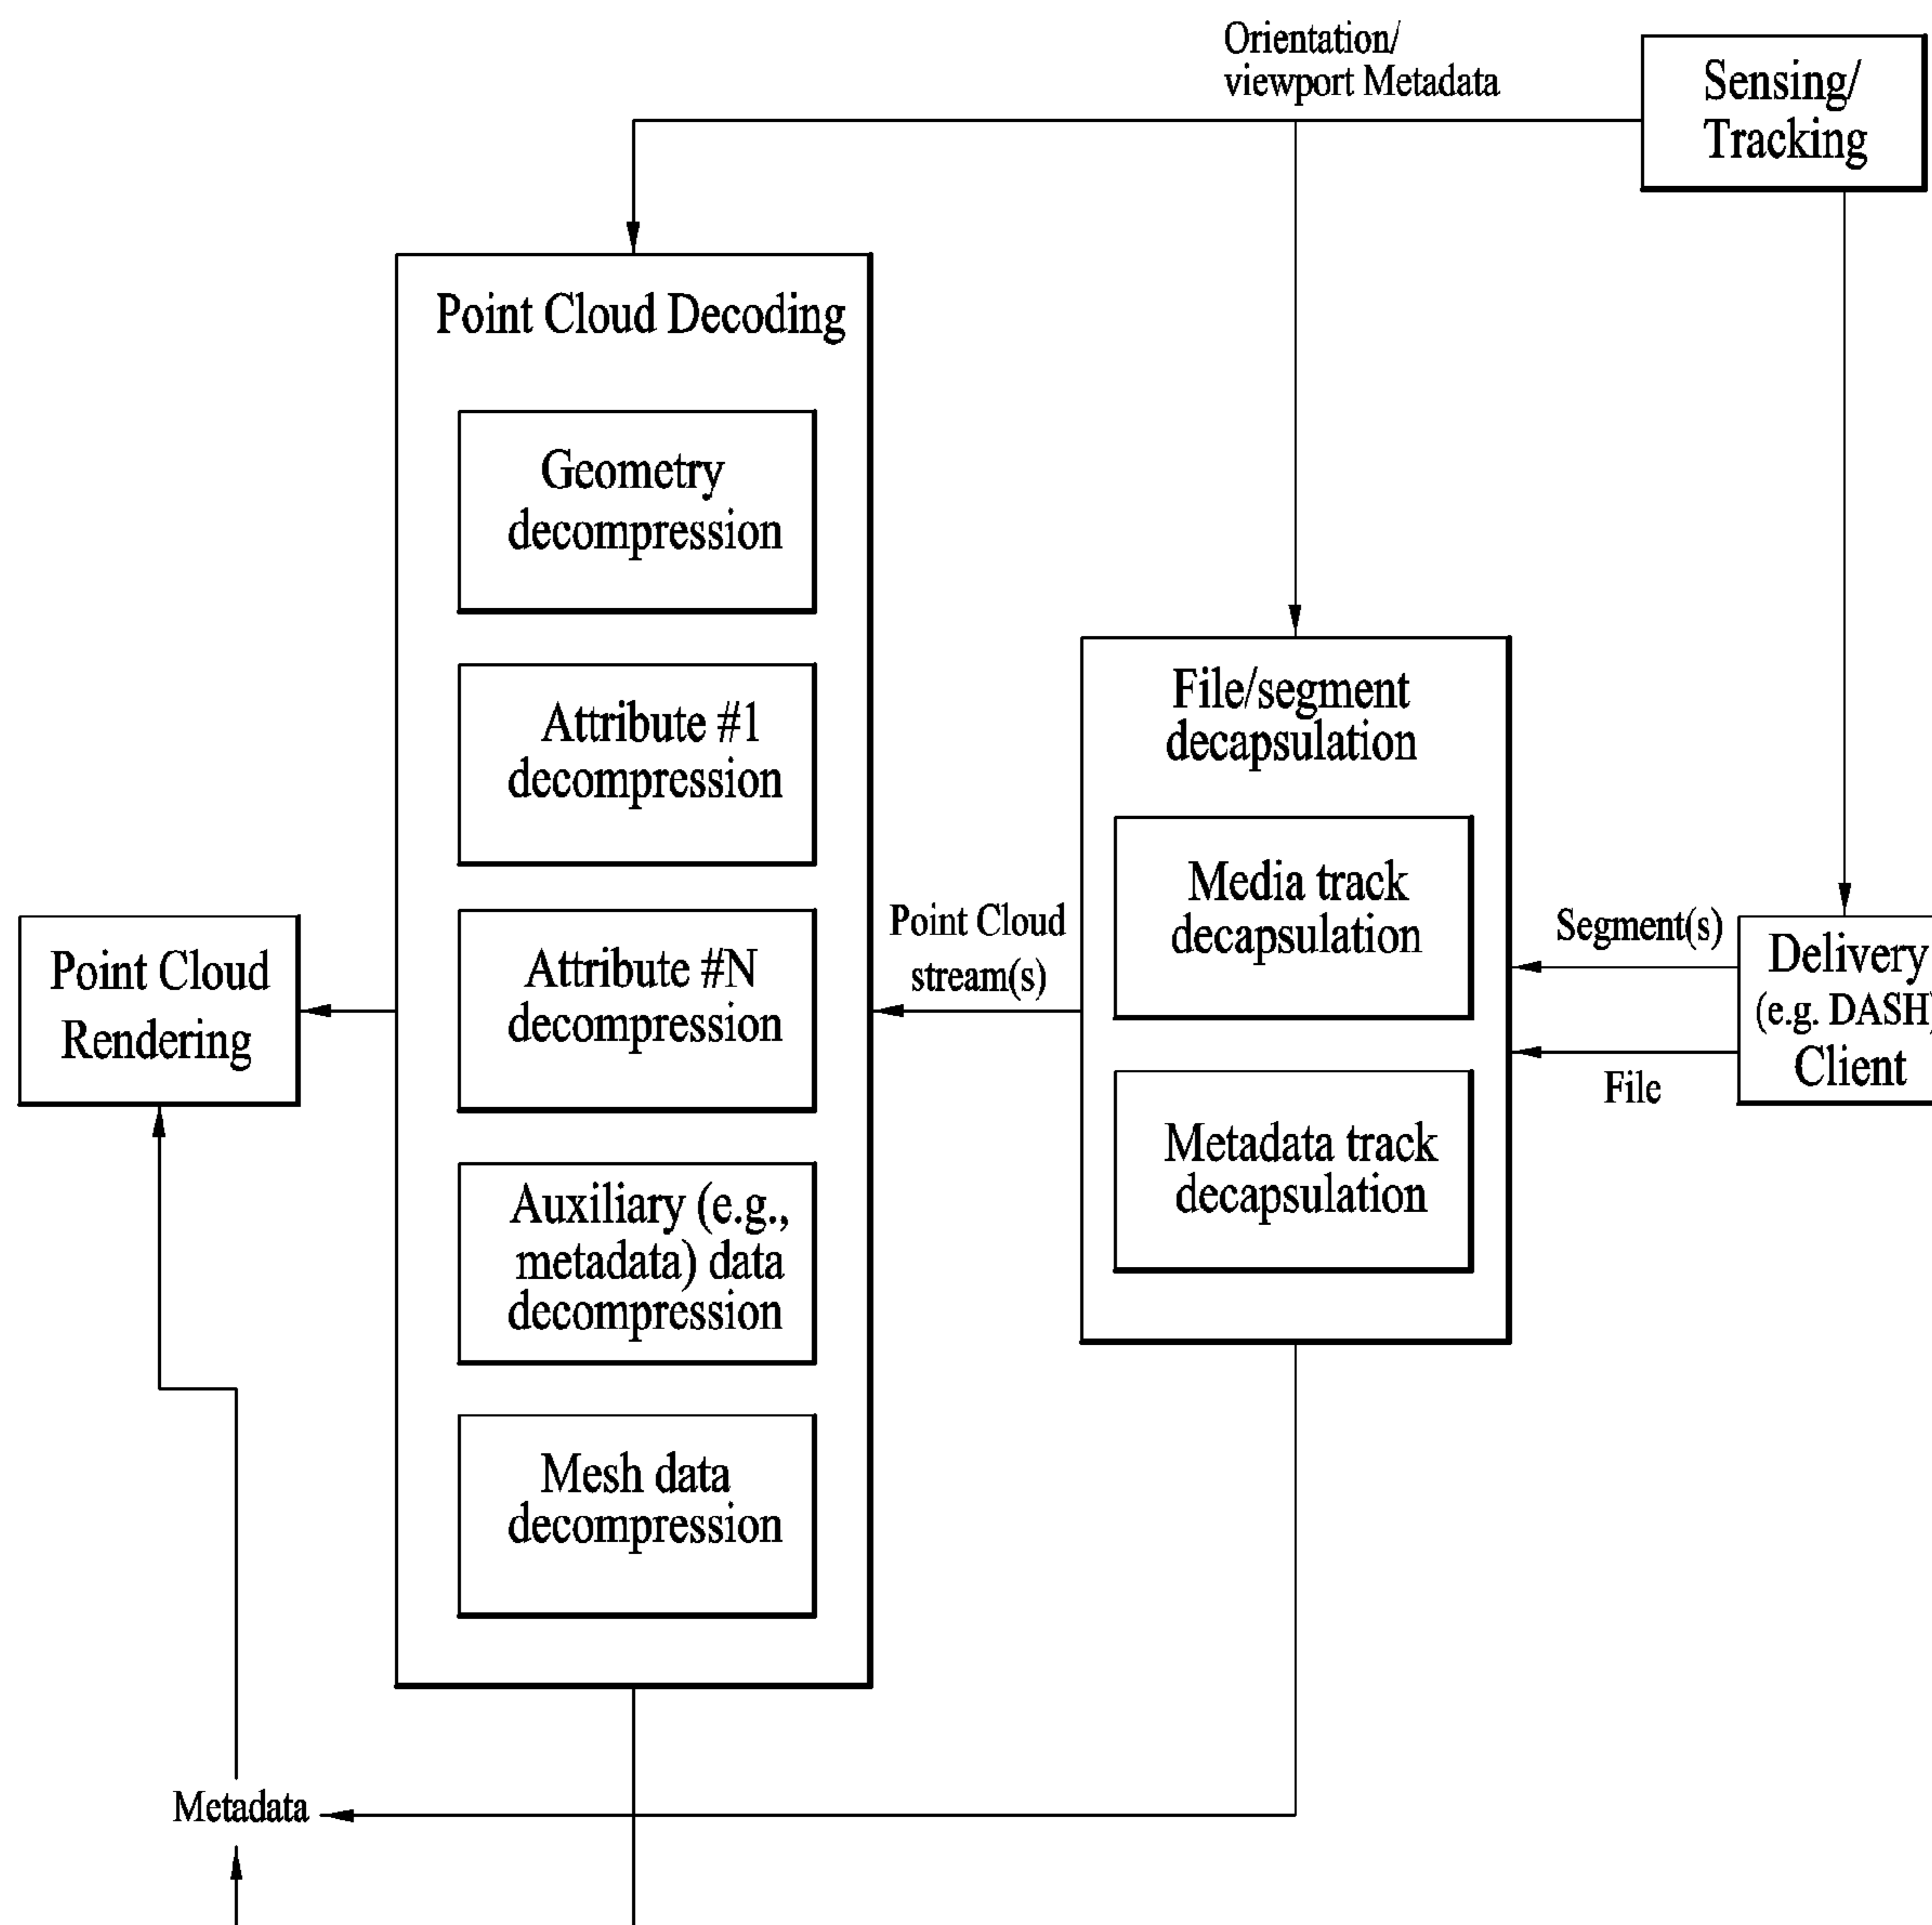 Orientation/
viewport Metadata
Sensing/
Tracking
Point Cloud Decoding
Geometry
decompression
Attribute #1
decompression
Attribute #N
decompression
Auxiliary (e.g.,
metadata) data
decompression
Mesh data
decompression
File/segment
decapsulation
Media track
decapsulation
Metadata track
decapsulation
Point Cloud
stream(s)
Segment(s)
File
Delivery
(e.g. DASH)
Client
Point Cloud
Rendering
Metadata